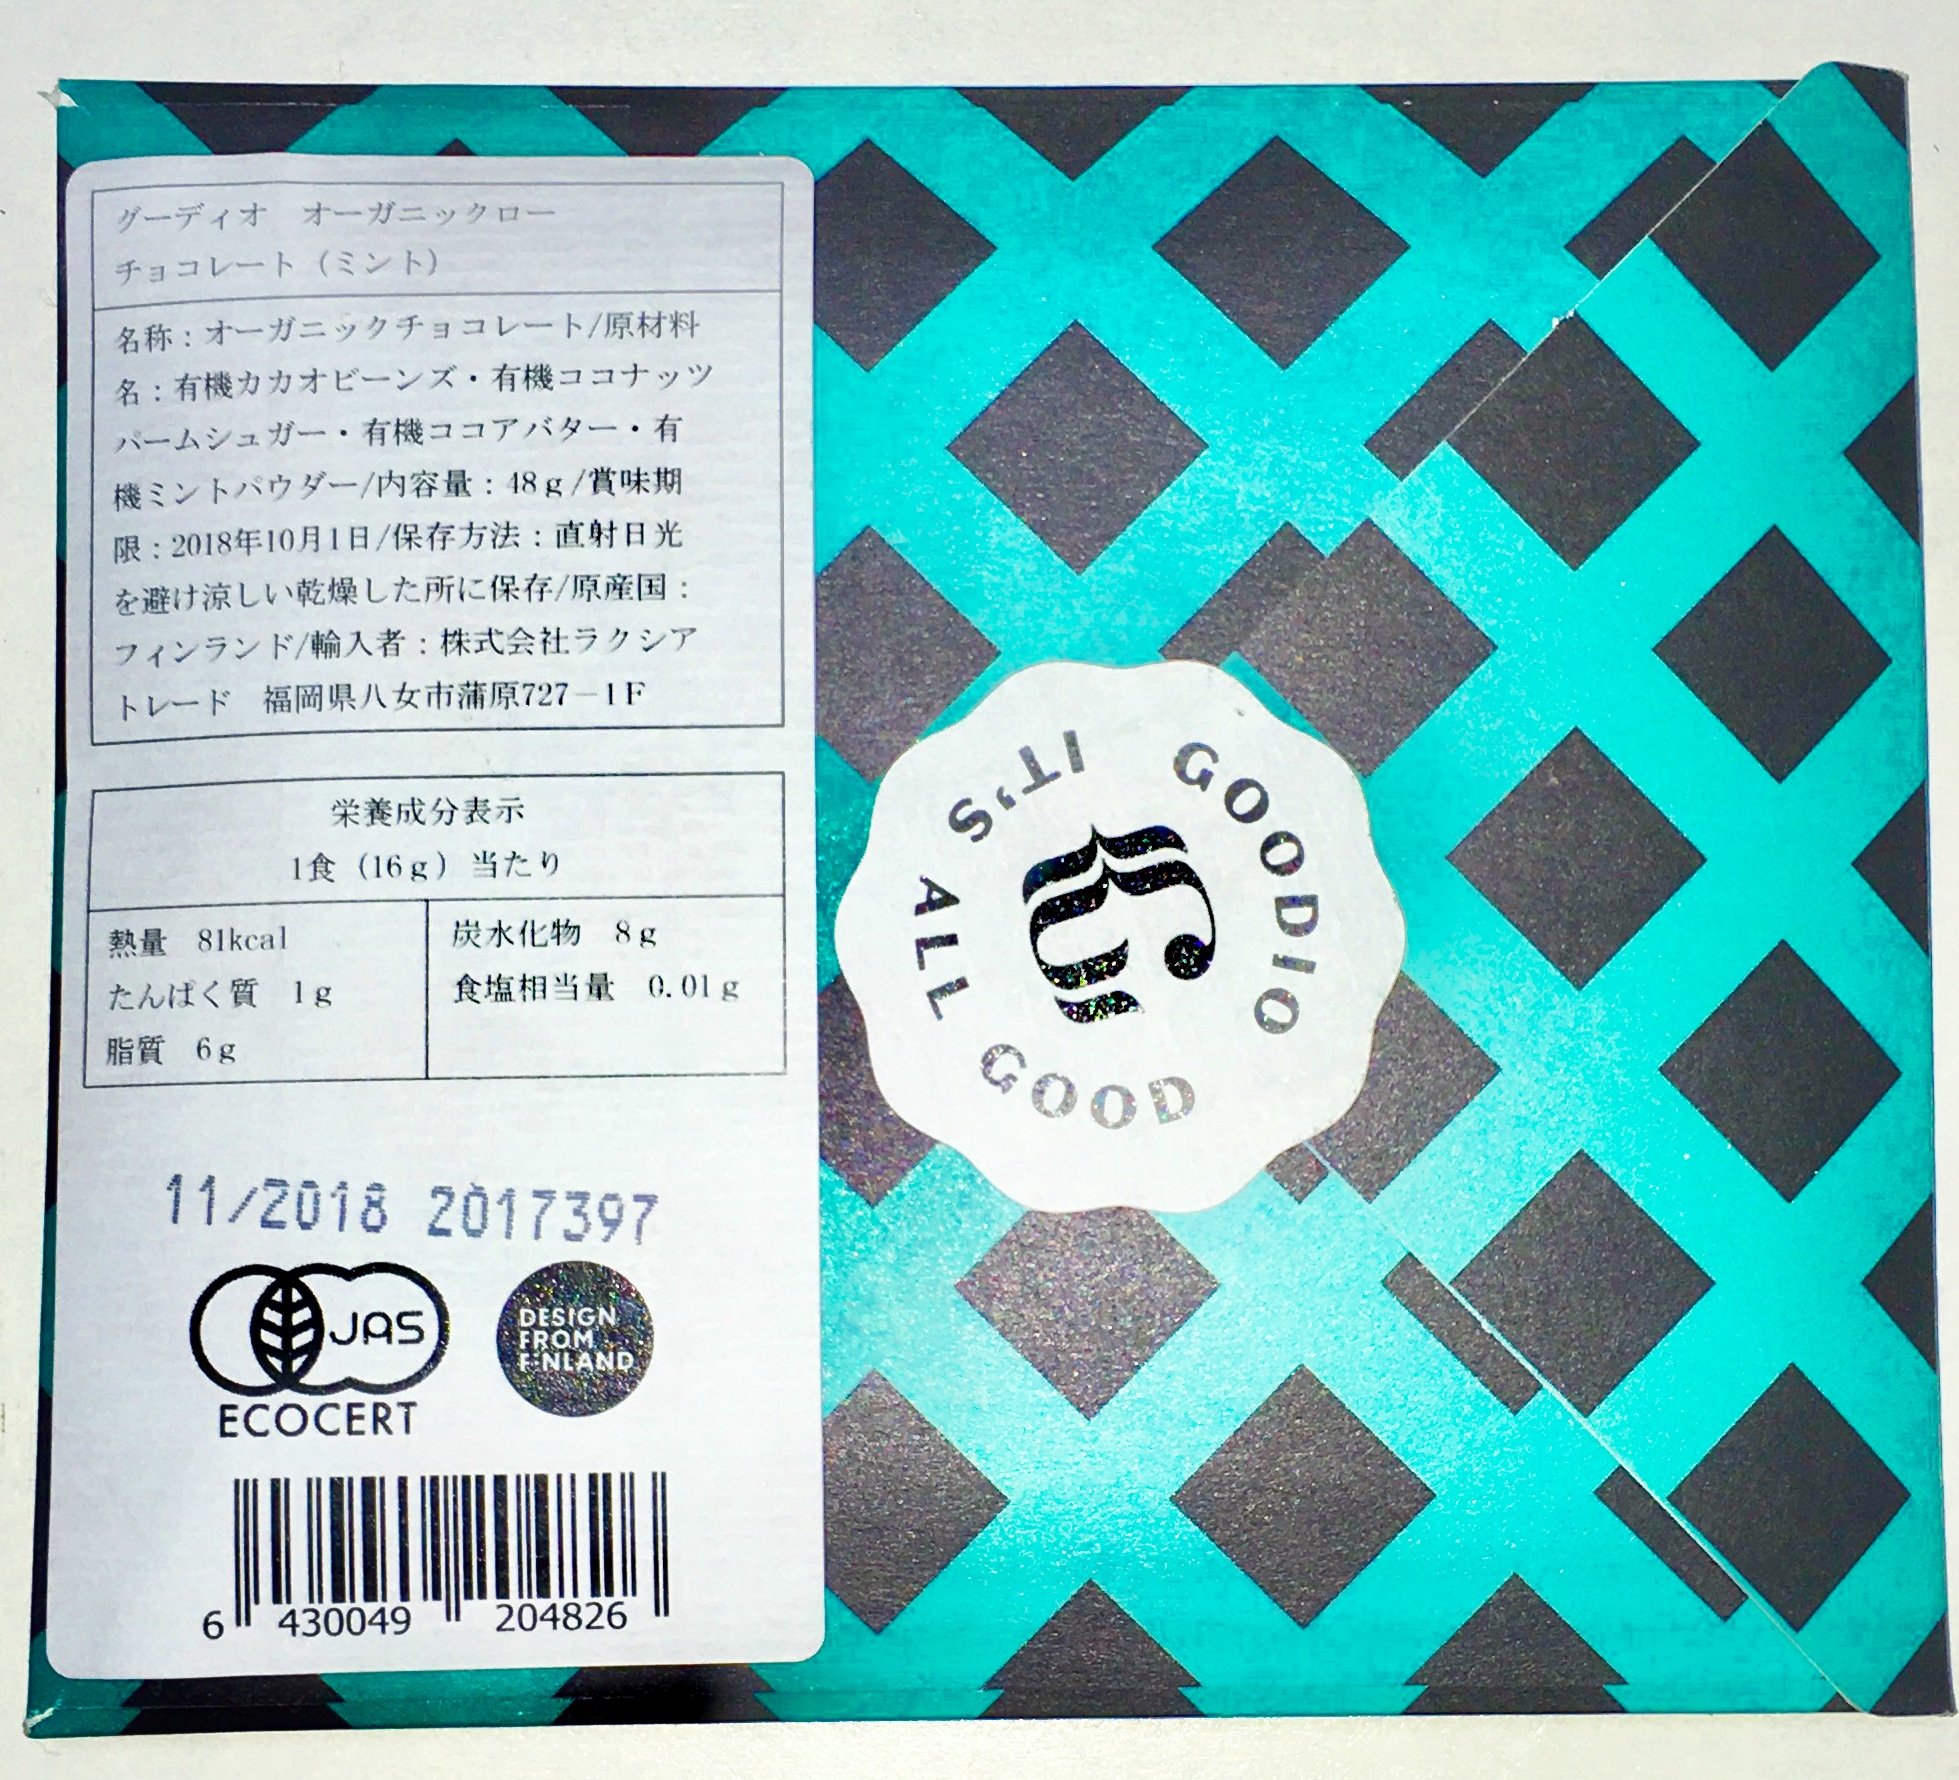 グーディオ　オーガニックロー
チョコレート（ミント）
名称：オーガニックチョコレート/原材料
名：有機カカオビーンズ・有機ココナッツ
パームシュガー・有機ココアバター・有
機ミントパウダー/内容量：48g/賞味期
限：2018年10月1日/保存方法：直射日光
を避け涼しい乾燥した所に保存/原産国：
フィンランド/輸入者：株式会社ラクシア
トレード　福岡県八女市蒲原727－1F
栄養成分表示
1食（16g）当たり
熱量　81kcal
たんぱく質　1g
脂質　6g
炭水化物　8g
食塩相当量　0.01g
11/2018 2017397
JAS
ECOCERT
DESIGN
FROM
FINLAND
6 430049 204826
GOODIO
IT'S ALL GOOD